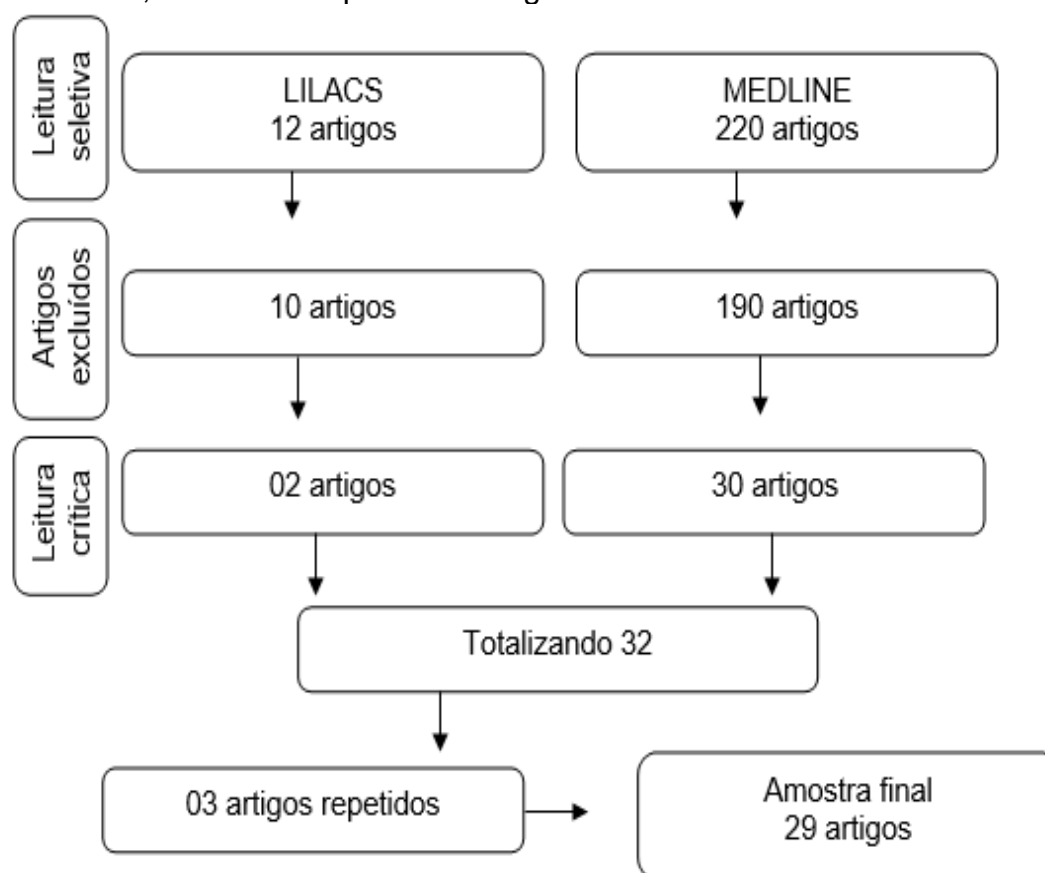 Leitura
seletiva
LILACS
12 artigos
MEDLINE
220 artigos
Artigos
excluídos
10 artigos
190 artigos
Leitura
crítica
02 artigos
30 artigos
Totalizando 32
03 artigos repetidos
Amostra final
29 artigos